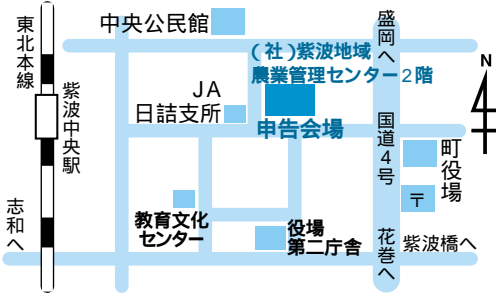 東北本線
紫波中央駅
志和へ
中央公民館
(社)紫波地域
農業管理センター2階
JA
日詰支所
申告会場
盛岡へ
国道4号
花巻へ
N
町役場
〒
教育文化
センター
役場
第二庁舎
紫波橋へ